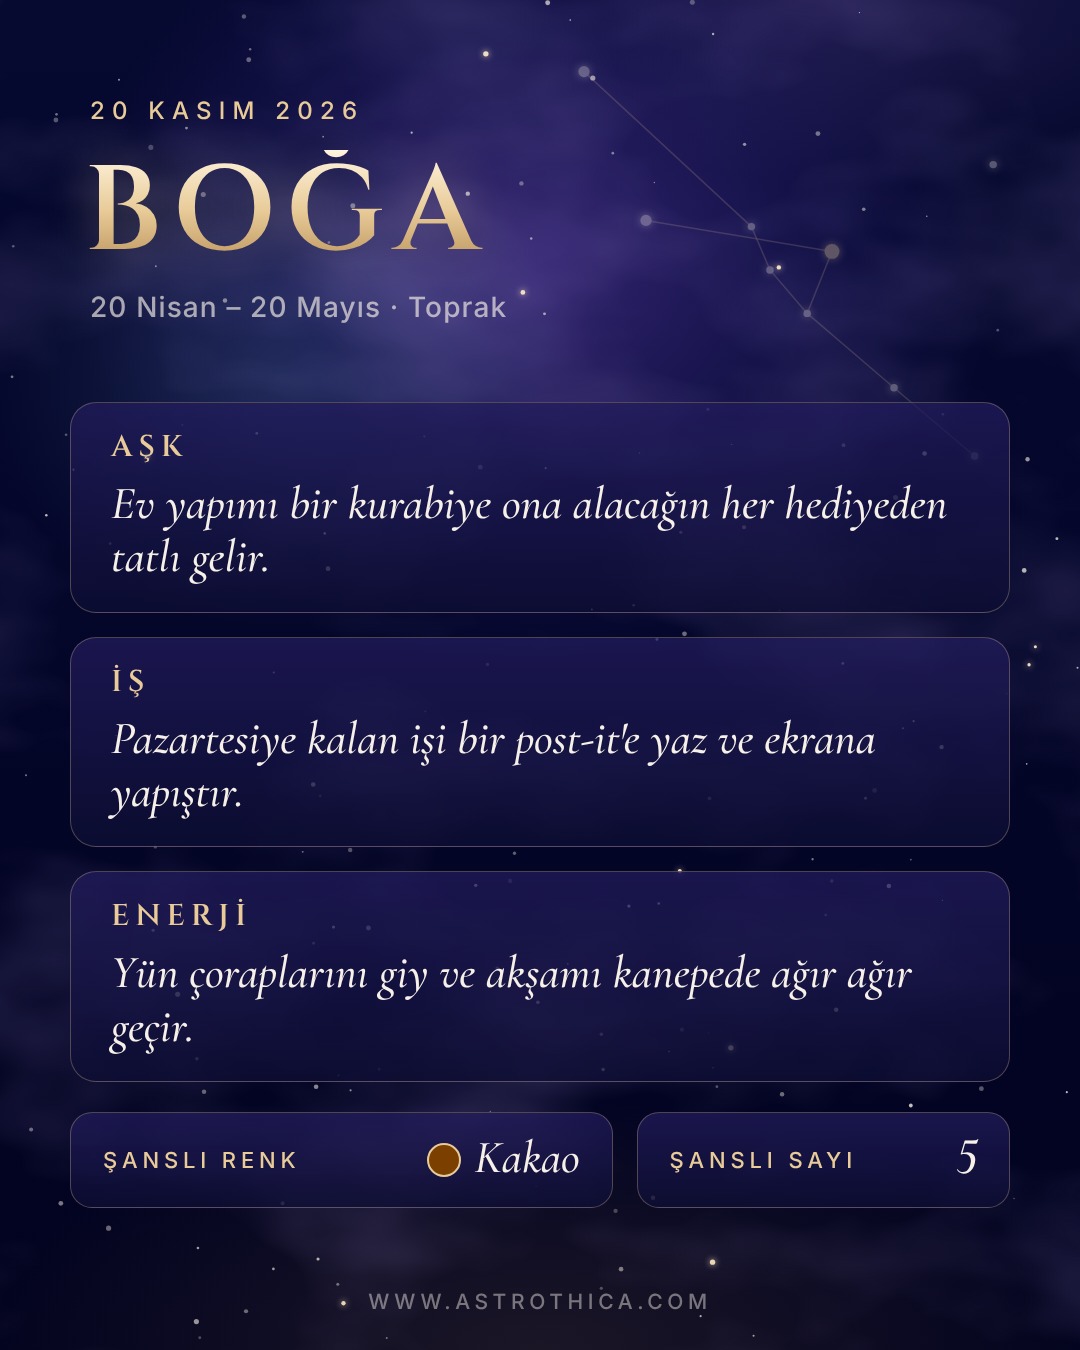 20 KASIM 2026
BOĞA
20 Nisan – 20 Mayıs · Toprak
AŞK
Ev yapımı bir kurabiye ona alacağın her hediyeden
tatlı gelir.
İŞ
Pazartesiye kalan işi bir post-it'e yaz ve ekrana
yapıştır.
ENERJİ
Yün çoraplarını giy ve akşamı kanepede ağır ağır
geçir.
ŞANSLI RENK Kakao
ŞANSLI SAYI 5
WWW.ASTROTHICA.COM